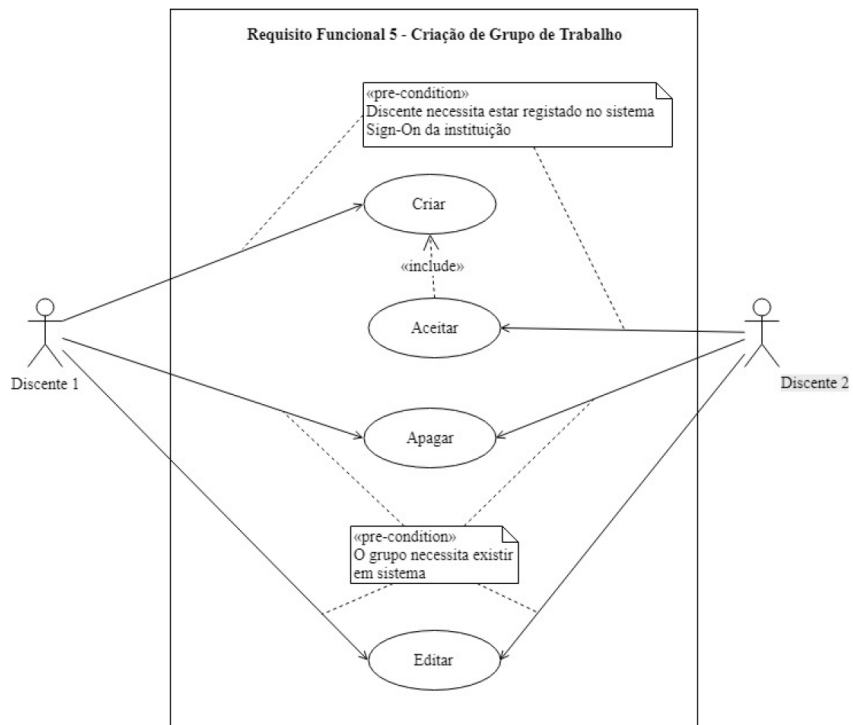 Requisito Funcional 5 - Criação de Grupo de Trabalho
«pre-condition»
Discente necessita estar registado no sistema
Sign-On da instituição
Criar
«include»
Aceitar
Discente 1
Discente 2
Apagar
«pre-condition»
O grupo necessita existir
em sistema
Editar